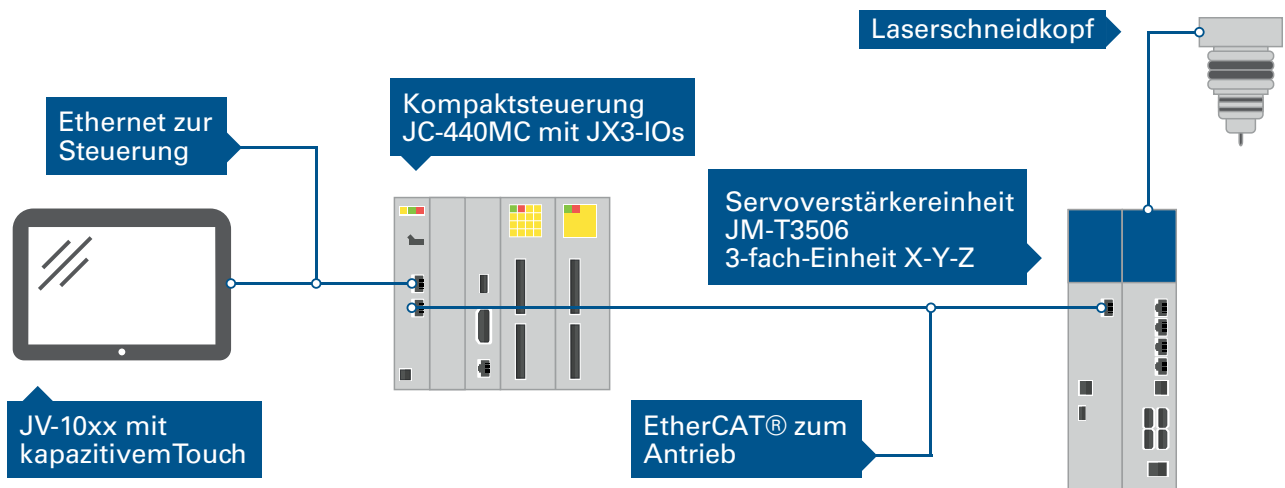 Laserschneidkopf
Ethernet zur
Steuerung
Kompaktsteuerung
JC-440MC mit JX3-IOs
Servoverstärkereinheit
JM-T3506
3-fach-Einheit X-Y-Z
JV-10xx mit
kapazitivemTouch
EtherCAT® zum
Antrieb